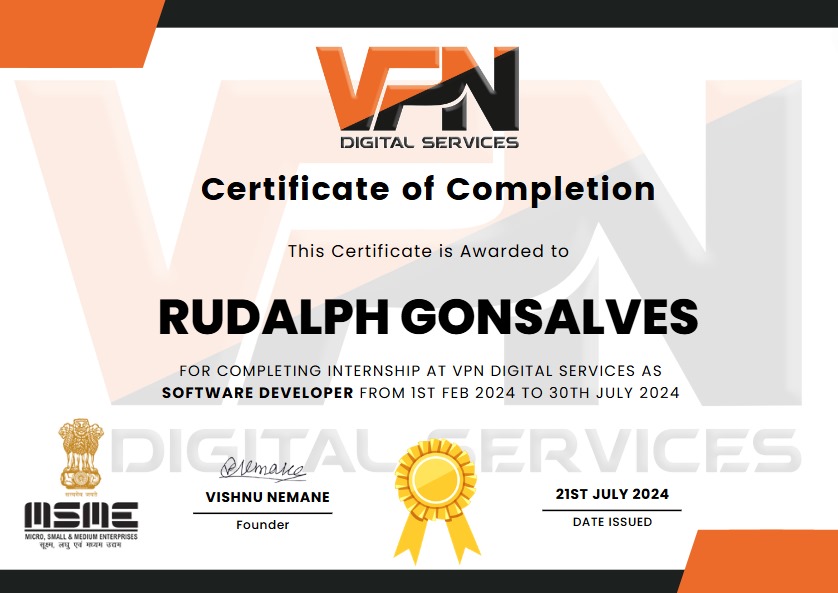 VPN
DIGITAL SERVICES
Certificate of Completion
This Certificate is Awarded to
RUDALPH GONSALVES
FOR COMPLETING INTERNSHIP AT VPN DIGITAL SERVICES AS
SOFTWARE DEVELOPER FROM 1ST FEB 2024 TO 30TH JULY 2024
VPN
DIGITAL SERVICES
सत्यमेव जयते
MSME
MICRO, SMALL & MEDIUM ENTERPRISES
सूक्ष्म, लघु एवं मध्यम उद्यम
VISHNU NEMANE
Founder
21ST JULY 2024
DATE ISSUED